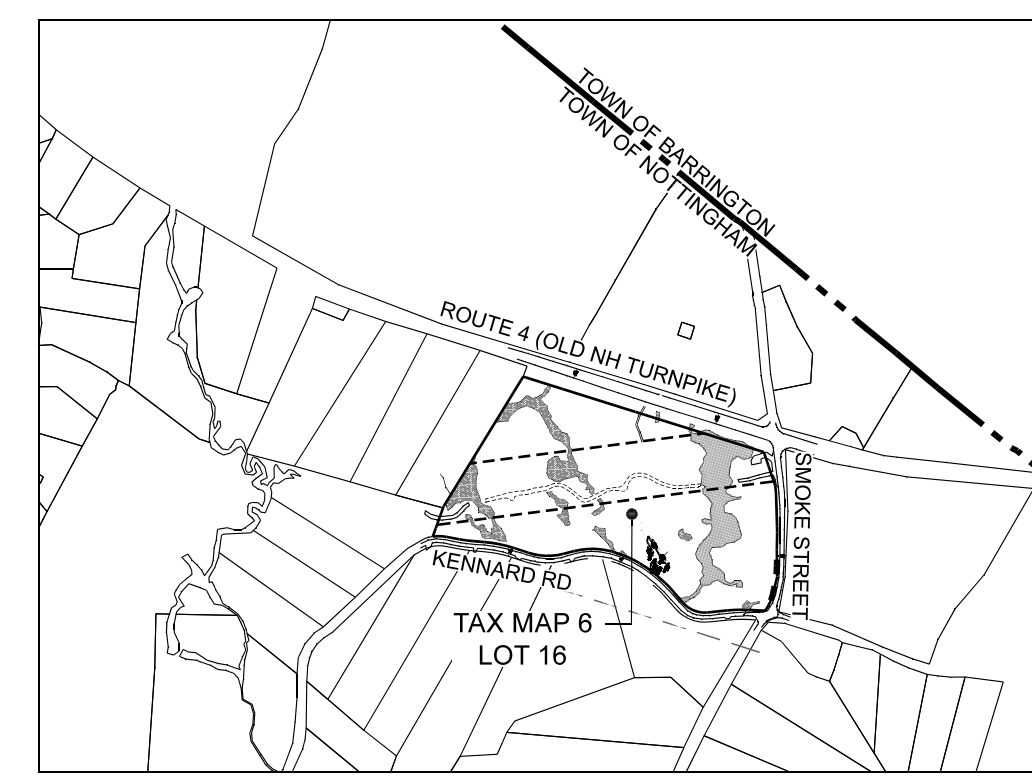 TOWN OF BARRINGTON
TOWN OF NOTTINGHAM
ROUTE 4 (OLD NH TURNPIKE)
SMOKE STREET
KENNARD RD
TAX MAP 6
LOT 16